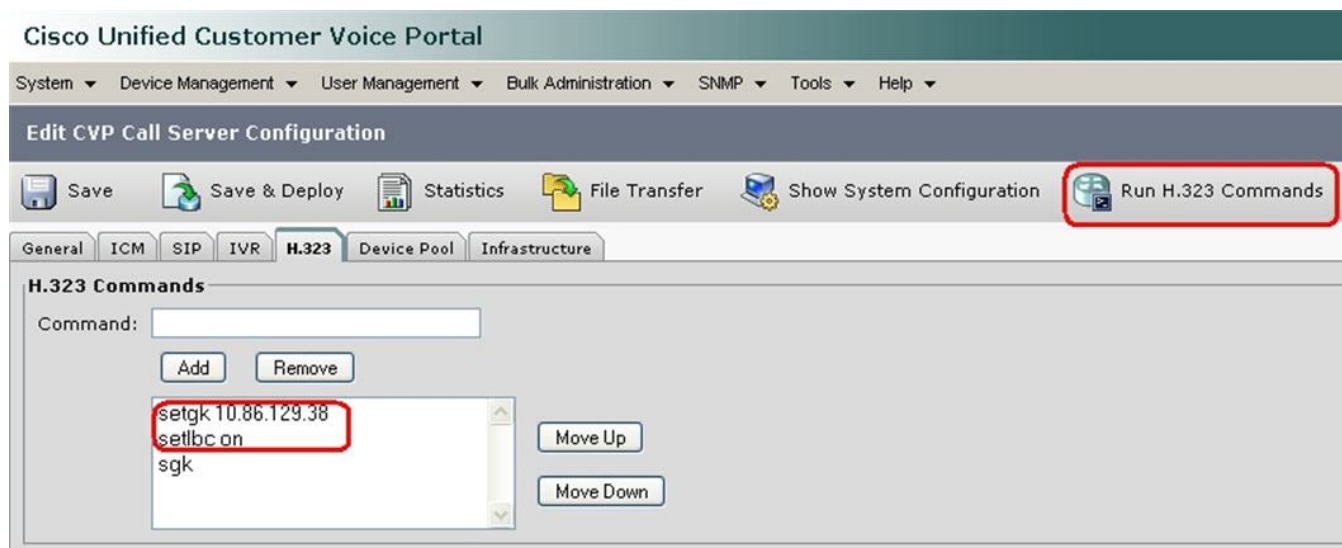 Cisco Unified Customer Voice Portal
System Device Management User Management Bulk Administration SNMP Tools Help
Edit CVP Call Server Configuration
Save Save & Deploy Statistics File Transfer Show System Configuration Run H.323 Commands
General ICM SIP IVR H.323 Device Pool Infrastructure
H.323 Commands
Command:
Add Remove
setgk 10.86.129.38
setlbc on
sgk
Move Up
Move Down